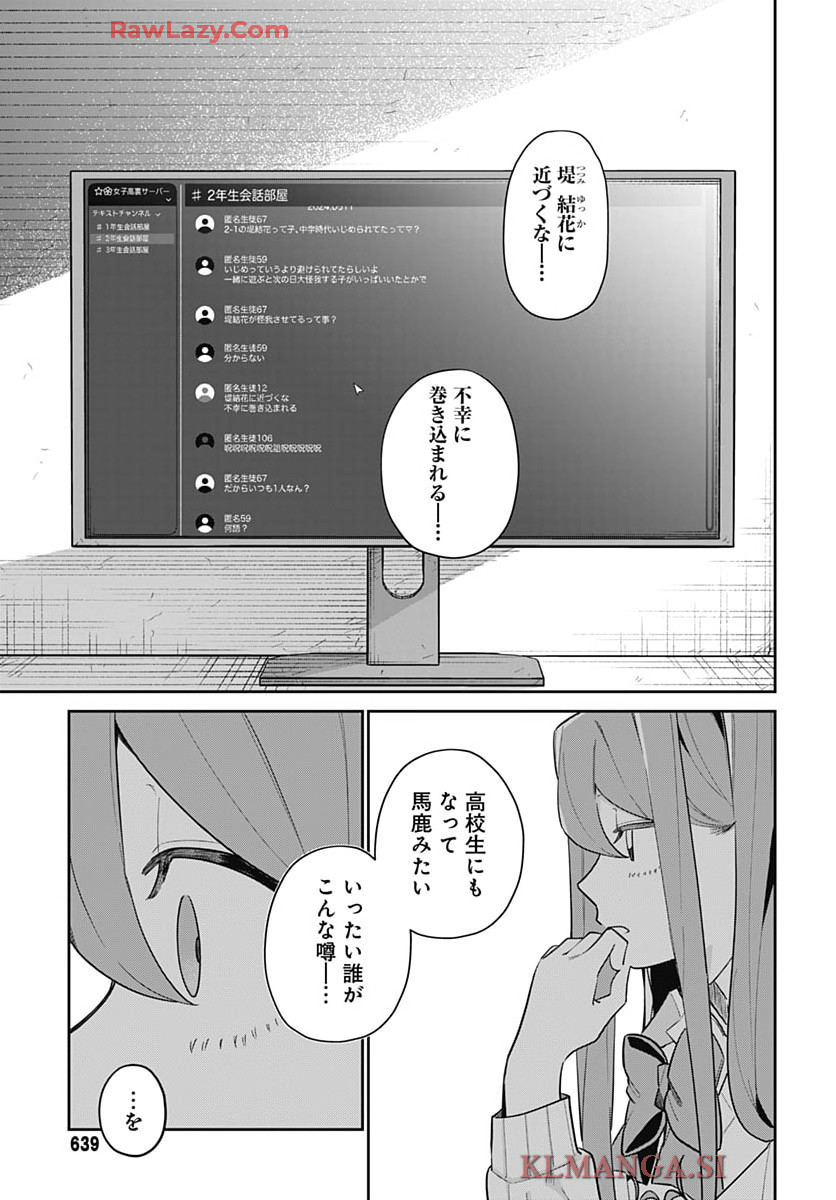 RawLazy.Com
堤 結花に
つつみ ゆっか
近づくな―…
☆❀女子高裏サーバー
テキストチャンネル
# 1年生会話部屋
# 2年生会話部屋
# 3年生会話部屋
# 2年生会話部屋
2024,0511
匿名生徒67
2-1の堤結花って子、中学時代いじめられてたってマ?
匿名生徒59
いじめっていうより避けられてたらしいよ
一緒に遊ぶと次の日大怪我する子がいっぱいいたとかで
匿名生徒67
堤結花が怪我させてるって事?
匿名生徒59
分からない
匿名生徒12
堤結花に近づくな
不幸に巻き込まれる
匿名生徒106
匿名生徒67
だからいつも1人なん?
匿名59
何語?
不幸に
巻き込まれる
―…
高校生にも
なって
馬鹿みたい
いったい誰が
こんな噂―…
…を
639
KLMANGA.SI